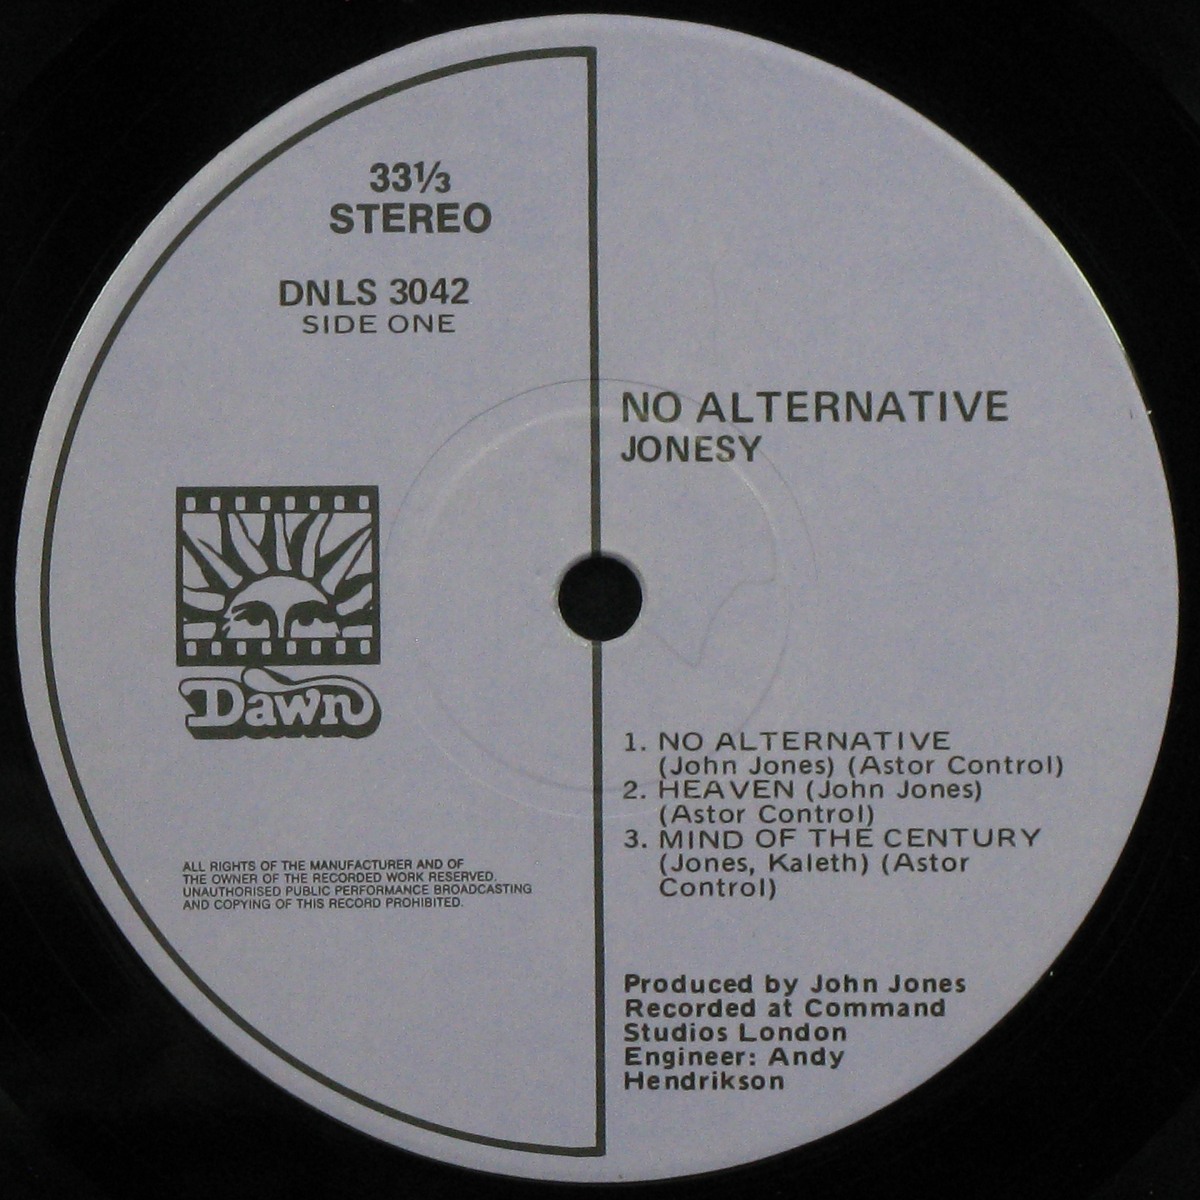 33⅓
STEREO
DNLS 3042
SIDE ONE
NO ALTERNATIVE
JONESY
Dawn
1. NO ALTERNATIVE
(John Jones) (Astor Control)
2. HEAVEN (John Jones)
(Astor Control)
3. MIND OF THE CENTURY
(Jones, Kaleth) (Astor
Control)
ALL RIGHTS OF THE MANUFACTURER AND OF
THE OWNER OF THE RECORDED WORK RESERVED.
UNAUTHORISED PUBLIC PERFORMANCE BROADCASTING
AND COPYING OF THIS RECORD PROHIBITED.
Produced by John Jones
Recorded at Command
Studios London
Engineer: Andy
Hendrikson